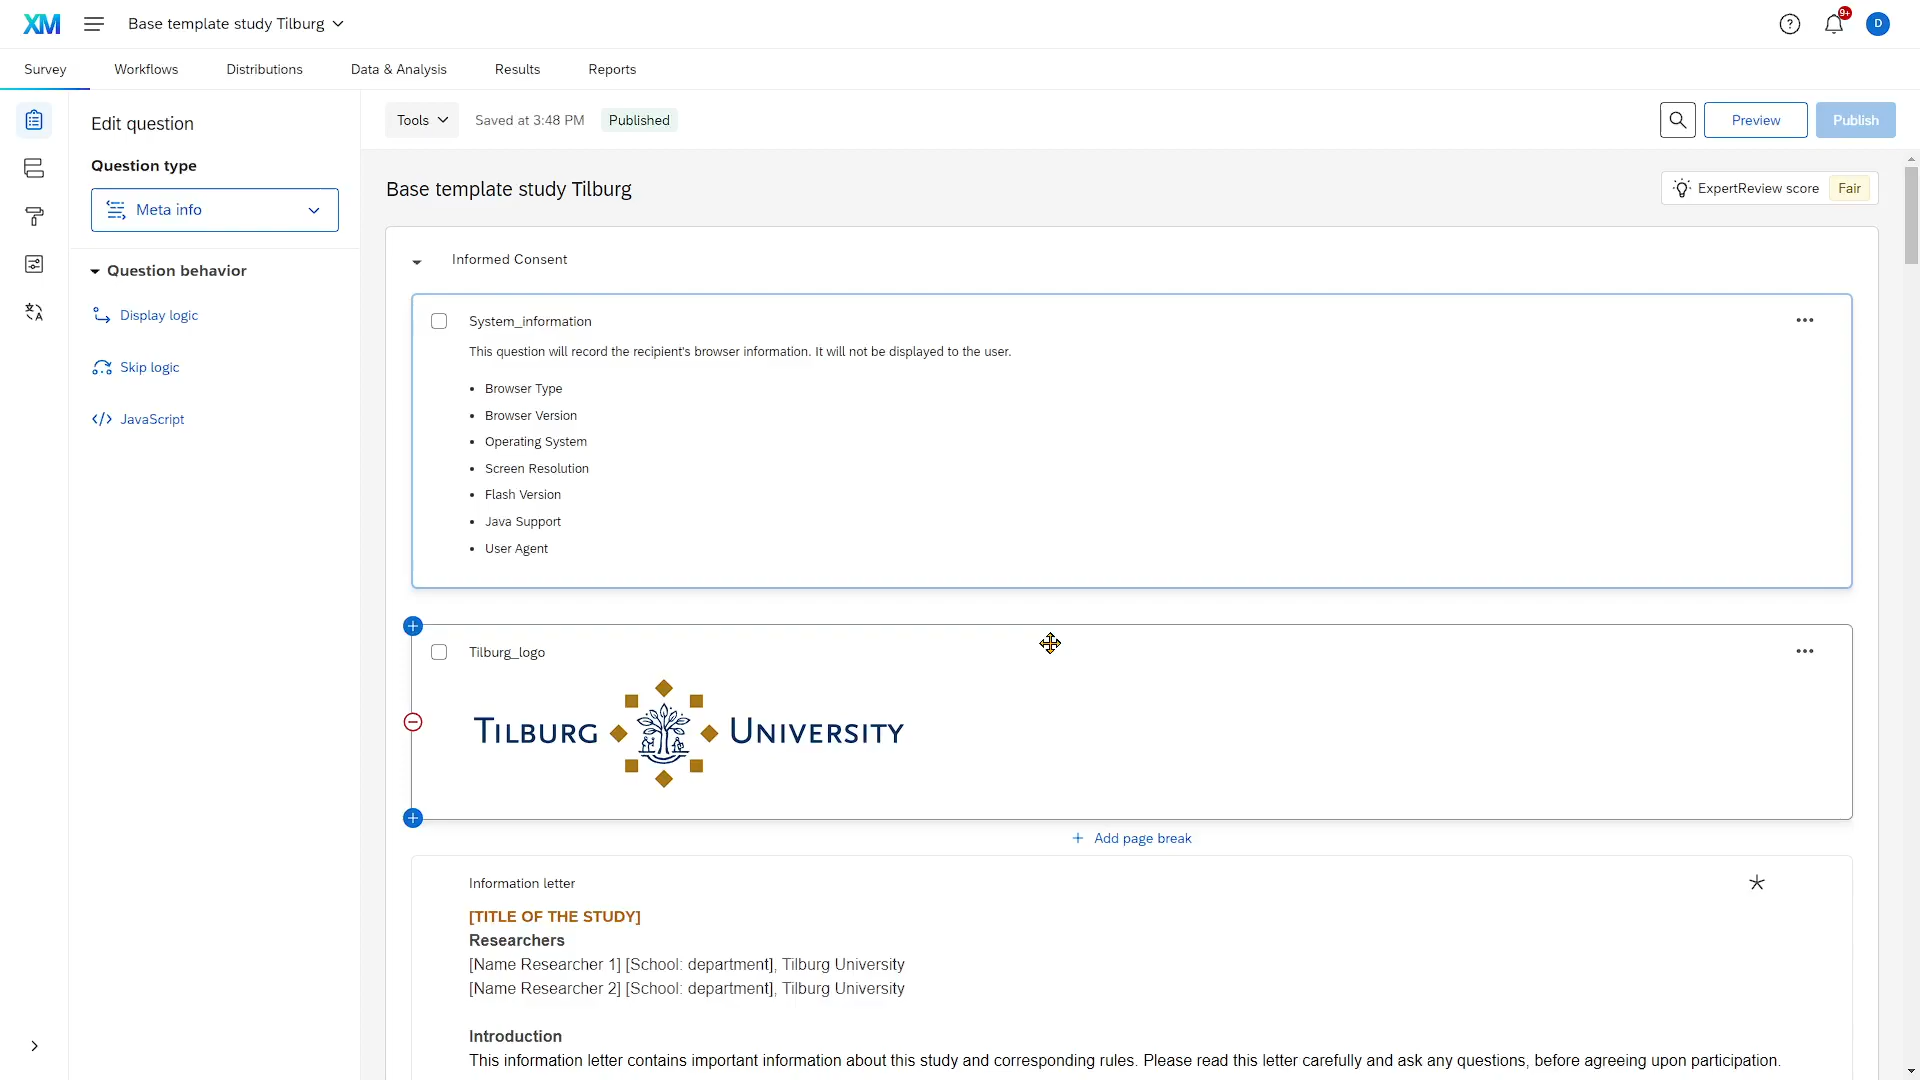 XM
Base template study Tilburg
9+
D
Survey
Workflows
Distributions
Data & Analysis
Results
Reports
Edit question
Question type
Meta info
Question behavior
Display logic
Skip logic
JavaScript
Tools
Saved at 3:48 PM
Published
Preview
Publish
Base template study Tilburg
ExpertReview score
Fair
Informed Consent
System_information
This question will record the recipient's browser information. It will not be displayed to the user.
• Browser Type
• Browser Version
• Operating System
• Screen Resolution
• Flash Version
• Java Support
• User Agent
Tilburg_logo
TILBURG UNIVERSITY
+ Add page break
Information letter
[TITLE OF THE STUDY]
Researchers
[Name Researcher 1] [School: department], Tilburg University
[Name Researcher 2] [School: department], Tilburg University
Introduction
This information letter contains important information about this study and corresponding rules. Please read this letter carefully and ask any questions, before agreeing upon participation.